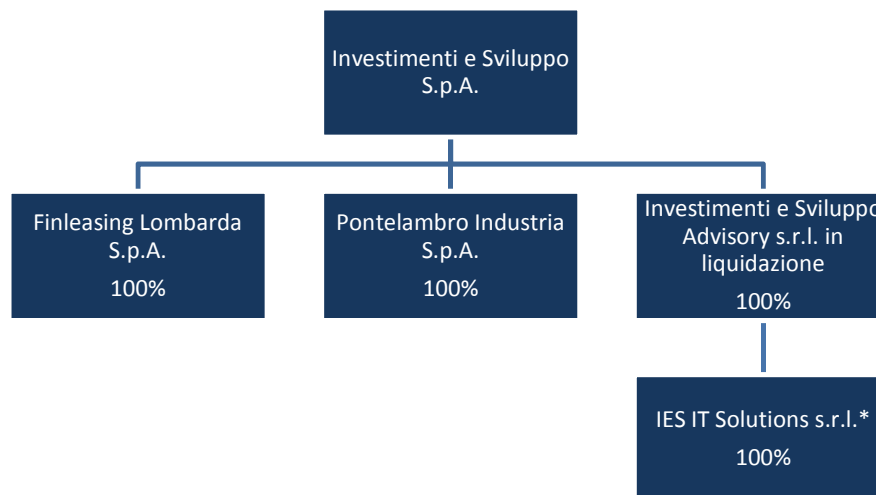 Investimenti e Sviluppo
S.p.A.
Finleasing Lombarda
S.p.A.
100%
Pontelambro Industria
S.p.A.
100%
Investimenti e Sviluppo
Advisory s.r.l. in
liquidazione
100%
IES IT Solutions s.r.l.*
100%